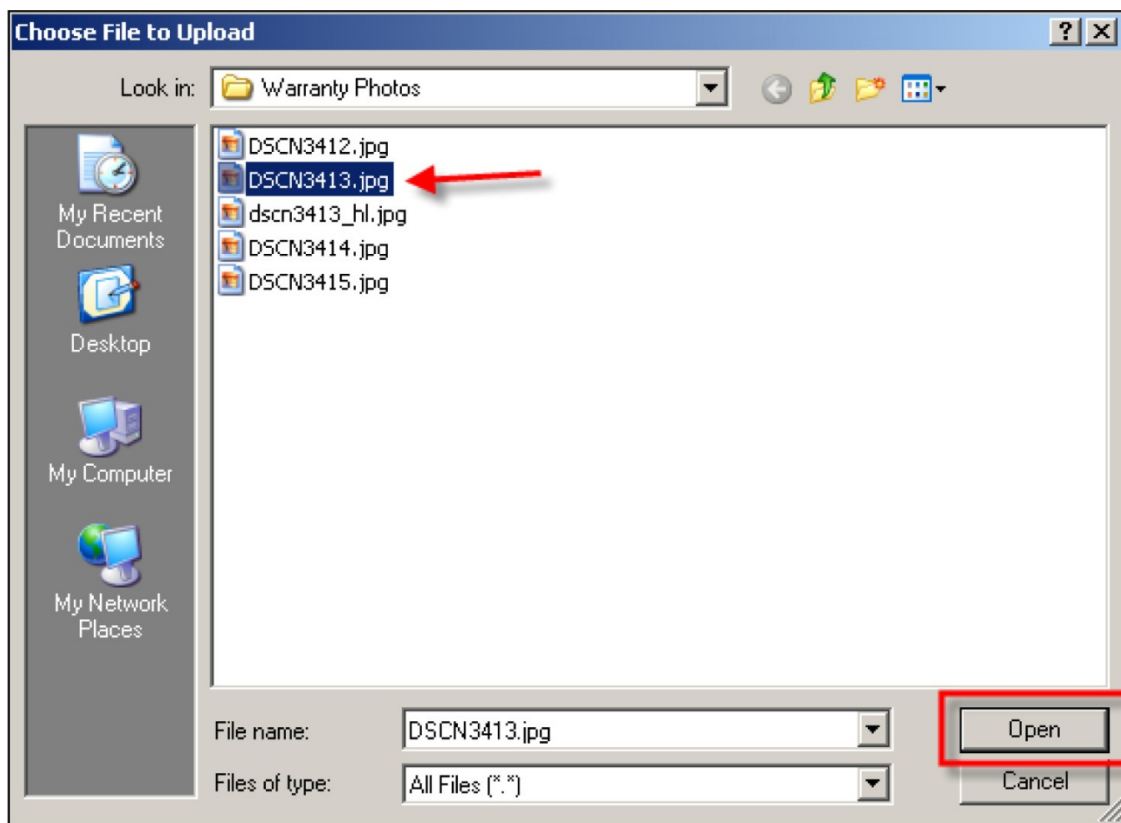 Choose File to Upload
Look in: Warranty Photos
My Recent
Documents
Desktop
My Computer
My Network
Places
DSCN3412.jpg
DSCN3413.jpg
dscn3413_hl.jpg
DSCN3414.jpg
DSCN3415.jpg
File name: DSCN3413.jpg Open
Files of type: All Files (*.*) Cancel